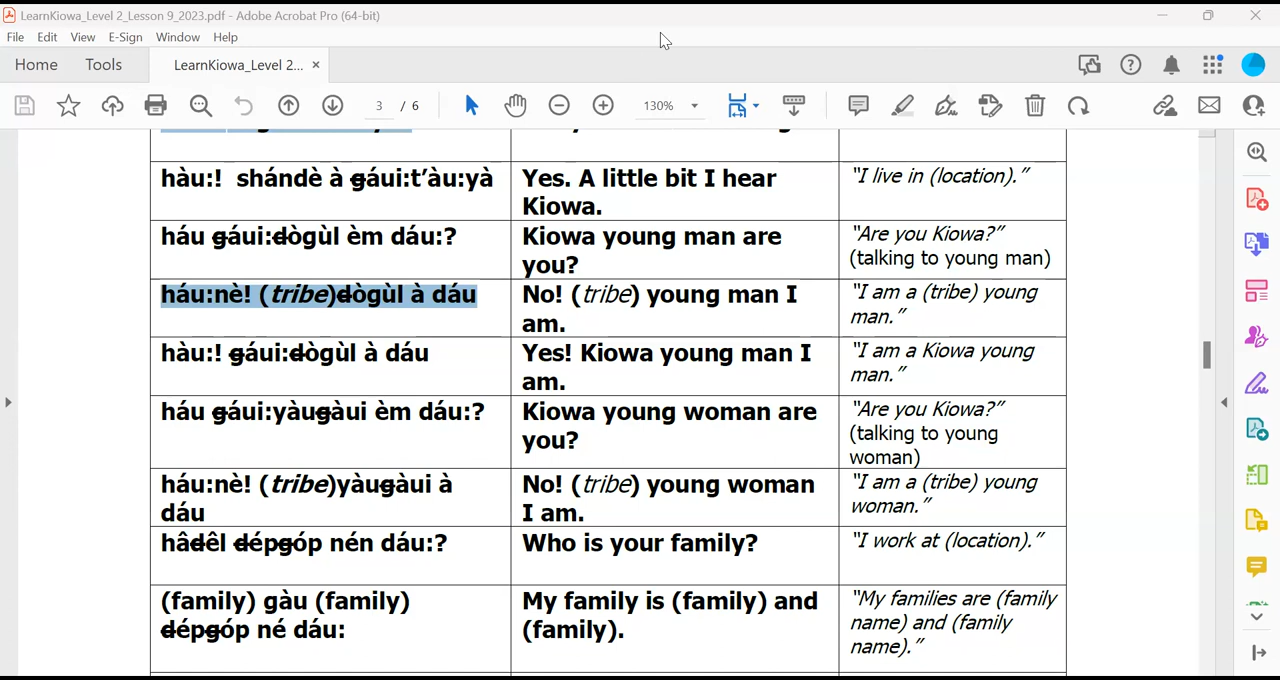 LearnKiowa_Level 2_Lesson 9_2023.pdf - Adobe Acrobat Pro (64-bit)
File Edit View E-Sign Window Help
Home Tools LearnKiowa_Level 2... ×
3 / 6 130%
hàu:! shándè à g̶áui:t’àu:yà
Yes. A little bit I hear
Kiowa.
"I live in (location)."
háu g̶áui:d̶ògùl èm dáu:?
Kiowa young man are
you?
"Are you Kiowa?"
(talking to young man)
háu:nè! (tribe)d̶ògùl à dáu
No! (tribe) young man I
am.
"I am a (tribe) young
man."
hàu:! g̶áui:d̶ògùl à dáu
Yes! Kiowa young man I
am.
"I am a Kiowa young
man."
háu g̶áui:yàug̶àui èm dáu:?
Kiowa young woman are
you?
"Are you Kiowa?"
(talking to young
woman)
háu:nè! (tribe)yàug̶àui à
dáu
No! (tribe) young woman
I am.
"I am a (tribe) young
woman."
hâd̶êl d̶épg̶óp nén dáu:?
Who is your family?
"I work at (location)."
(family) gàu (family)
d̶épg̶óp né dáu:
My family is (family) and
(family).
"My families are (family
name) and (family
name)."